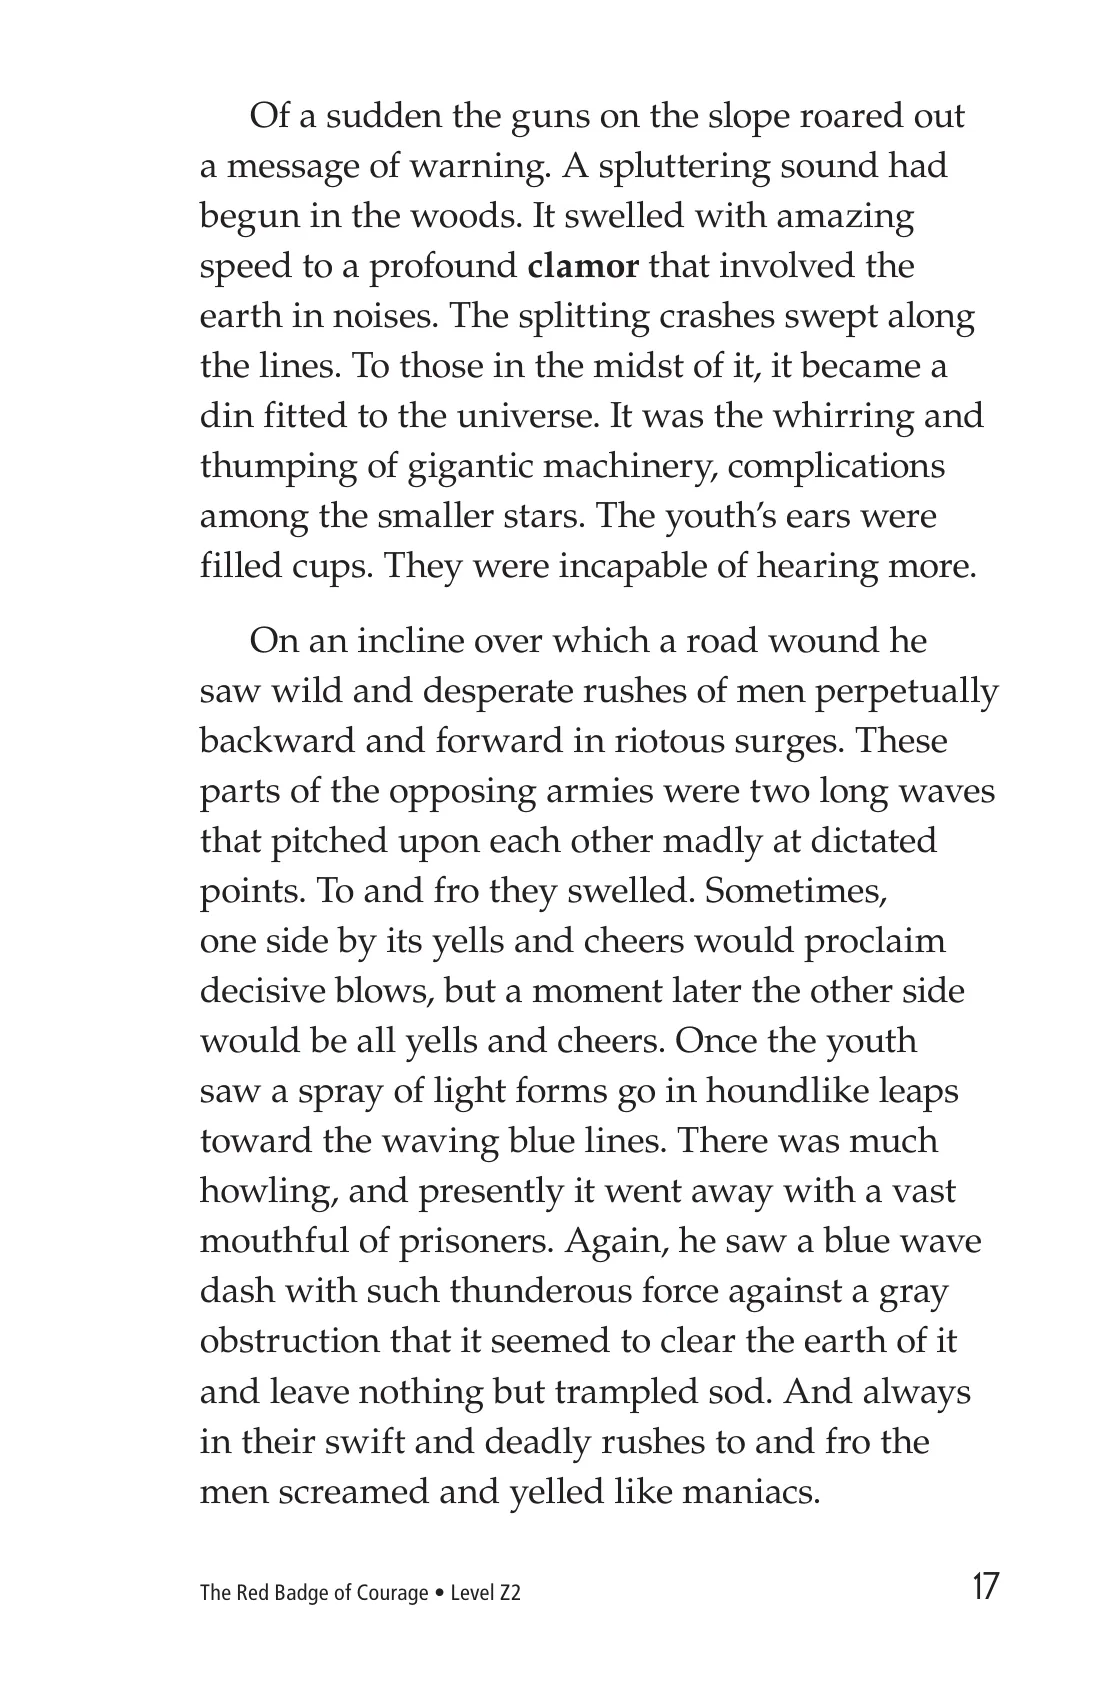 Of a sudden the guns on the slope roared out
a message of warning. A spluttering sound had
begun in the woods. It swelled with amazing
speed to a profound clamor that involved the
earth in noises. The splitting crashes swept along
the lines. To those in the midst of it, it became a
din fitted to the universe. It was the whirring and
thumping of gigantic machinery, complications
among the smaller stars. The youth’s ears were
filled cups. They were incapable of hearing more.
On an incline over which a road wound he
saw wild and desperate rushes of men perpetually
backward and forward in riotous surges. These
parts of the opposing armies were two long waves
that pitched upon each other madly at dictated
points. To and fro they swelled. Sometimes,
one side by its yells and cheers would proclaim
decisive blows, but a moment later the other side
would be all yells and cheers. Once the youth
saw a spray of light forms go in houndlike leaps
toward the waving blue lines. There was much
howling, and presently it went away with a vast
mouthful of prisoners. Again, he saw a blue wave
dash with such thunderous force against a gray
obstruction that it seemed to clear the earth of it
and leave nothing but trampled sod. And always
in their swift and deadly rushes to and fro the
men screamed and yelled like maniacs.
The Red Badge of Courage • Level Z2
17